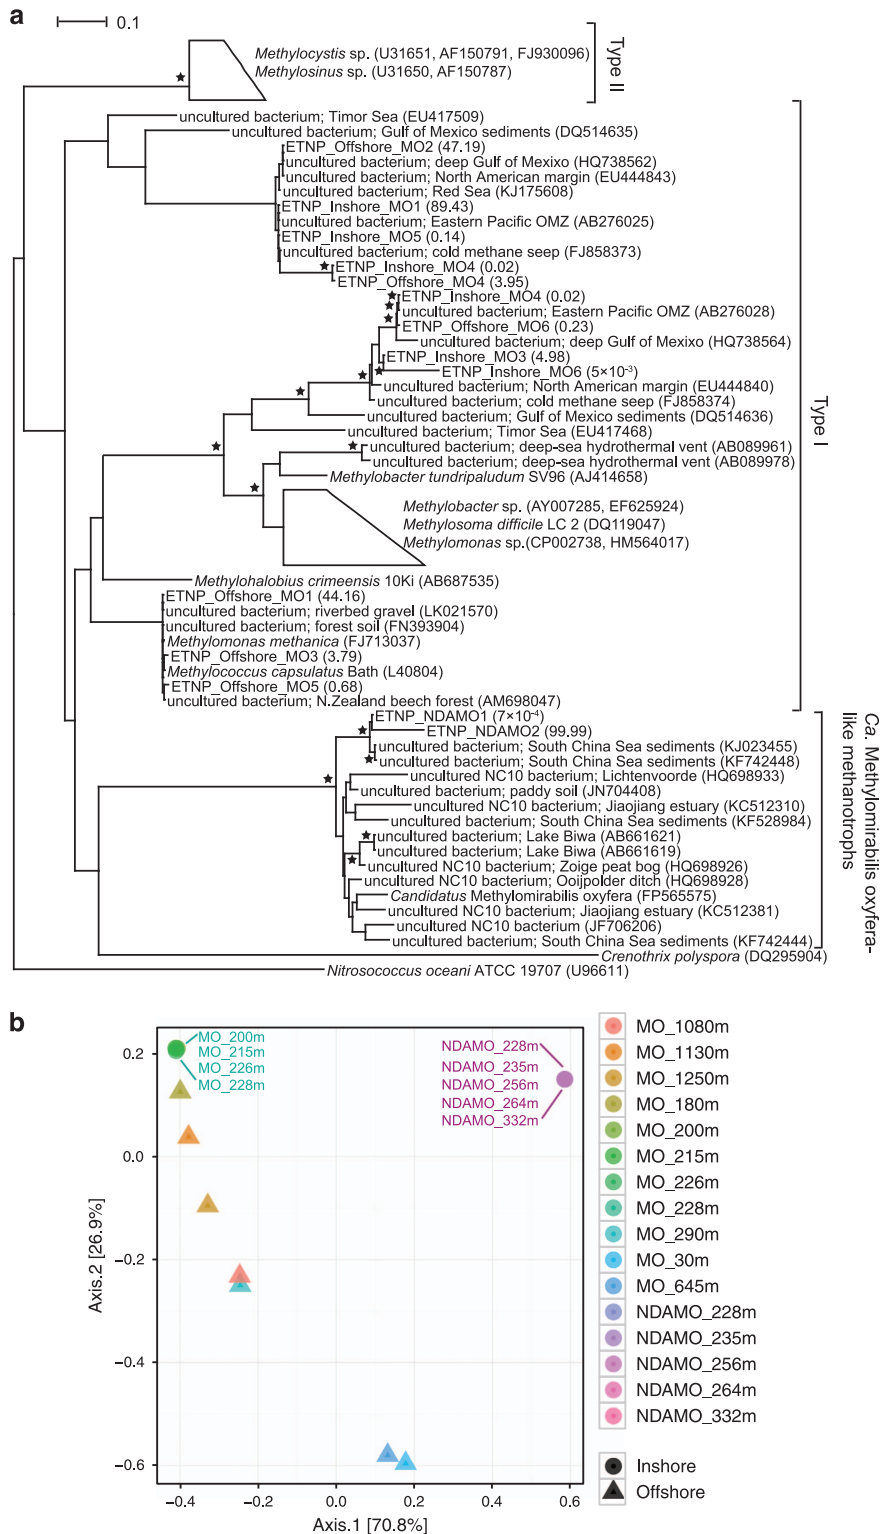 a
0.1
Methylocystis sp. (U31651, AF150791, FJ930096)
Methylosinus sp. (U31650, AF150787)
Type II
uncultured bacterium; Timor Sea (EU417509)
uncultured bacterium; Gulf of Mexico sediments (DQ514635)
ETNP_Offshore_MO2 (47.19)
uncultured bacterium; deep Gulf of Mexixo (HQ738562)
uncultured bacterium; North American margin (EU444843)
uncultured bacterium; Red Sea (KJ175608)
ETNP_Inshore_MO1 (89.43)
uncultured bacterium; Eastern Pacific OMZ (AB276025)
ETNP_Inshore_MO5 (0.14)
uncultured bacterium; cold methane seep (FJ858373)
ETNP_Inshore_MO4 (0.02)
ETNP_Offshore_MO4 (3.95)
ETNP_Inshore_MO4 (0.02)
uncultured bacterium; Eastern Pacific OMZ (AB276028)
ETNP_Offshore_MO6 (0.23)
uncultured bacterium; deep Gulf of Mexixo (HQ738564)
ETNP_Inshore_MO3 (4.98)
ETNP_Inshore_MO6 (5×10⁻³)
uncultured bacterium; North American margin (EU444840)
uncultured bacterium; cold methane seep (FJ858374)
uncultured bacterium; Gulf of Mexico sediments (DQ514636)
uncultured bacterium; Timor Sea (EU417468)
uncultured bacterium; deep-sea hydrothermal vent (AB089961)
uncultured bacterium; deep-sea hydrothermal vent (AB089978)
Methylobacter tundripaludum SV96 (AJ414658)
Methylobacter sp. (AY007285, EF625924)
Methylosoma difficile LC 2 (DQ119047)
Methylomonas sp.(CP002738, HM564017)
Methylohalobius crimeensis 10Ki (AB687535)
ETNP_Offshore_MO1 (44.16)
uncultured bacterium; riverbed gravel (LK021570)
uncultured bacterium; forest soil (FN393904)
Methylomonas methanica (FJ713037)
ETNP_Offshore_MO3 (3.79)
Methylococcus capsulatus Bath (L40804)
ETNP_Offshore_MO5 (0.68)
uncultured bacterium; N.Zealand beech forest (AM698047)
Type I
ETNP_NDAMO1 (7×10⁻⁴)
ETNP_NDAMO2 (99.99)
uncultured bacterium; South China Sea sediments (KJ023455)
uncultured bacterium; South China Sea sediments (KF742448)
uncultured NC10 bacterium; Lichtenvoorde (HQ698933)
uncultured bacterium; paddy soil (JN704408)
uncultured NC10 bacterium; Jiaojiang estuary (KC512310)
uncultured bacterium; South China Sea sediments (KF528984)
uncultured bacterium; Lake Biwa (AB661621)
uncultured bacterium; Lake Biwa (AB661619)
uncultured NC10 bacterium; Zoige peat bog (HQ698926)
uncultured NC10 bacterium; Ooijpolder ditch (HQ698928)
Candidatus Methylomirabilis oxyfera (FP565575)
uncultured NC10 bacterium; Jiaojiang estuary (KC512381)
uncultured NC10 bacterium (JF706206)
uncultured bacterium; South China Sea sediments (KF742444)
Ca. Methylomirabilis oxyfera-
like methanotrophs
Crenothrix polyspora (DQ295904)
Nitrosococcus oceani ATCC 19707 (U96611)
b
MO_200m
MO_215m
MO_226m
MO_228m
NDAMO_228m
NDAMO_235m
NDAMO_256m
NDAMO_264m
NDAMO_332m
0.2
0.0
−0.2
−0.4
−0.6
Axis.2 [26.9%]
−0.4
−0.2
0.0
0.2
0.4
0.6
Axis.1 [70.8%]
MO_1080m
MO_1130m
MO_1250m
MO_180m
MO_200m
MO_215m
MO_226m
MO_228m
MO_290m
MO_30m
MO_645m
NDAMO_228m
NDAMO_235m
NDAMO_256m
NDAMO_264m
NDAMO_332m
Inshore
Offshore